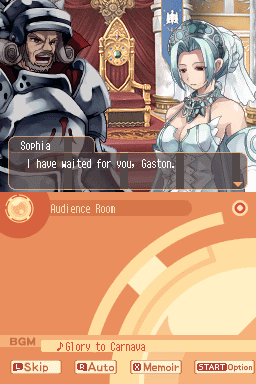 Sophia
I have waited for you, Gaston.
Audience Room
BGM
♪Glory to Carnava
L Skip
R Auto
X Memoir
START Option